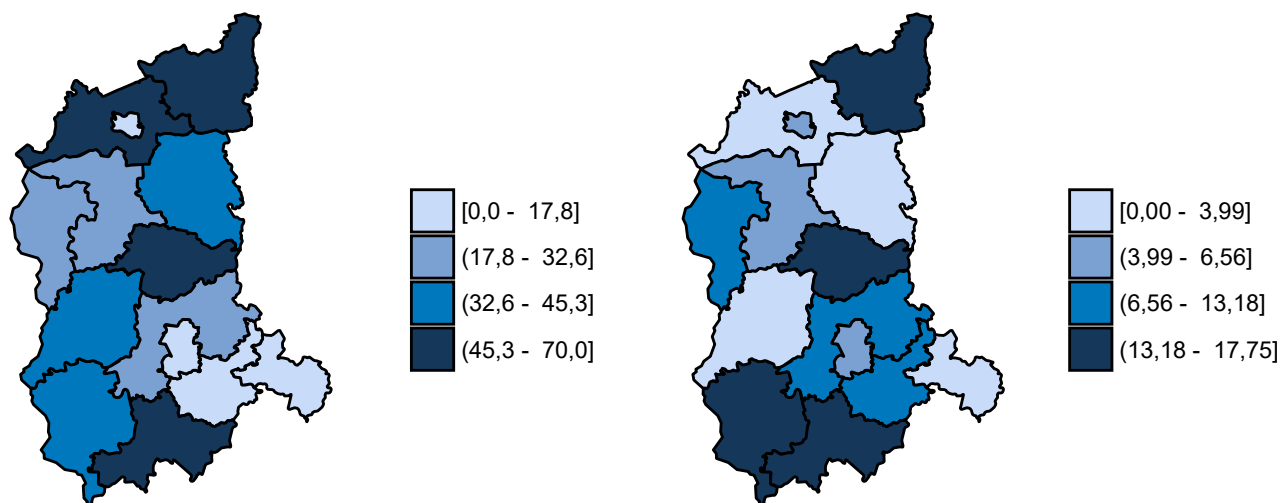 [0,0 - 17,8]
(17,8 - 32,6]
(32,6 - 45,3]
(45,3 - 70,0]
[0,00 - 3,99]
(3,99 - 6,56]
(6,56 - 13,18]
(13,18 - 17,75]